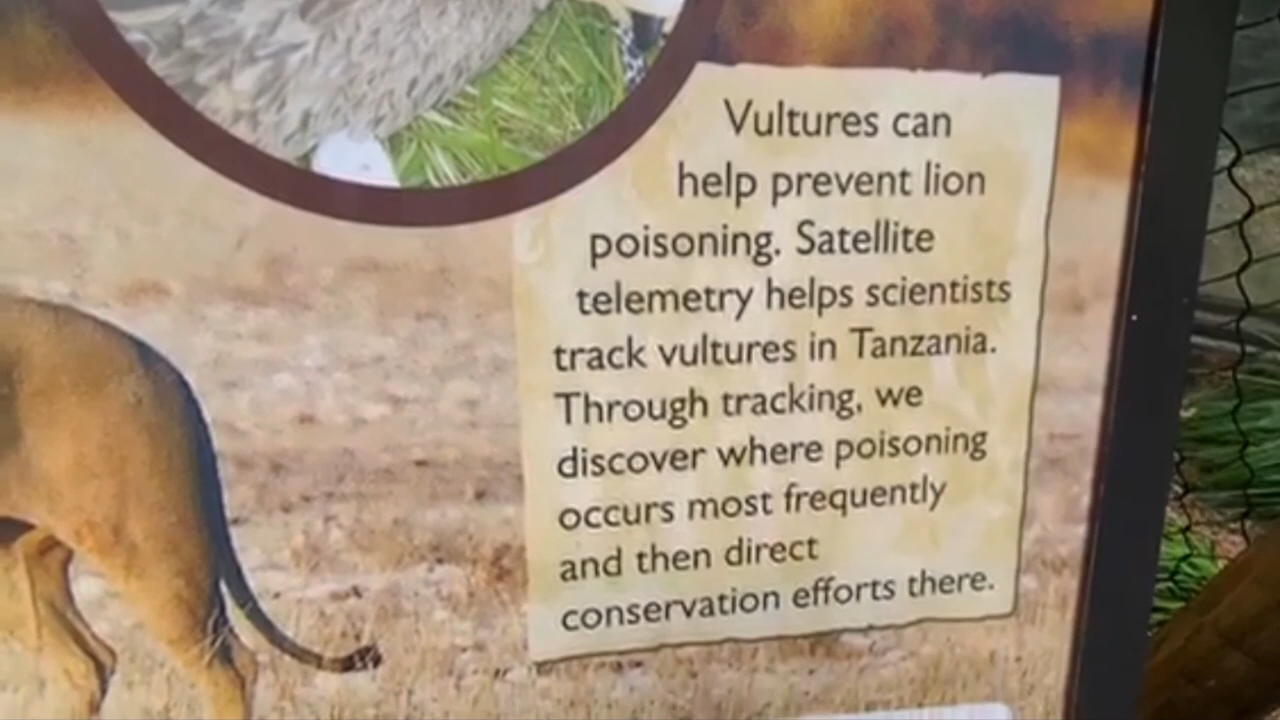 Vultures can
help prevent lion
poisoning. Satellite
telemetry helps scientists
track vultures in Tanzania.
Through tracking, we
discover where poisoning
occurs most frequently
and then direct
conservation efforts there.